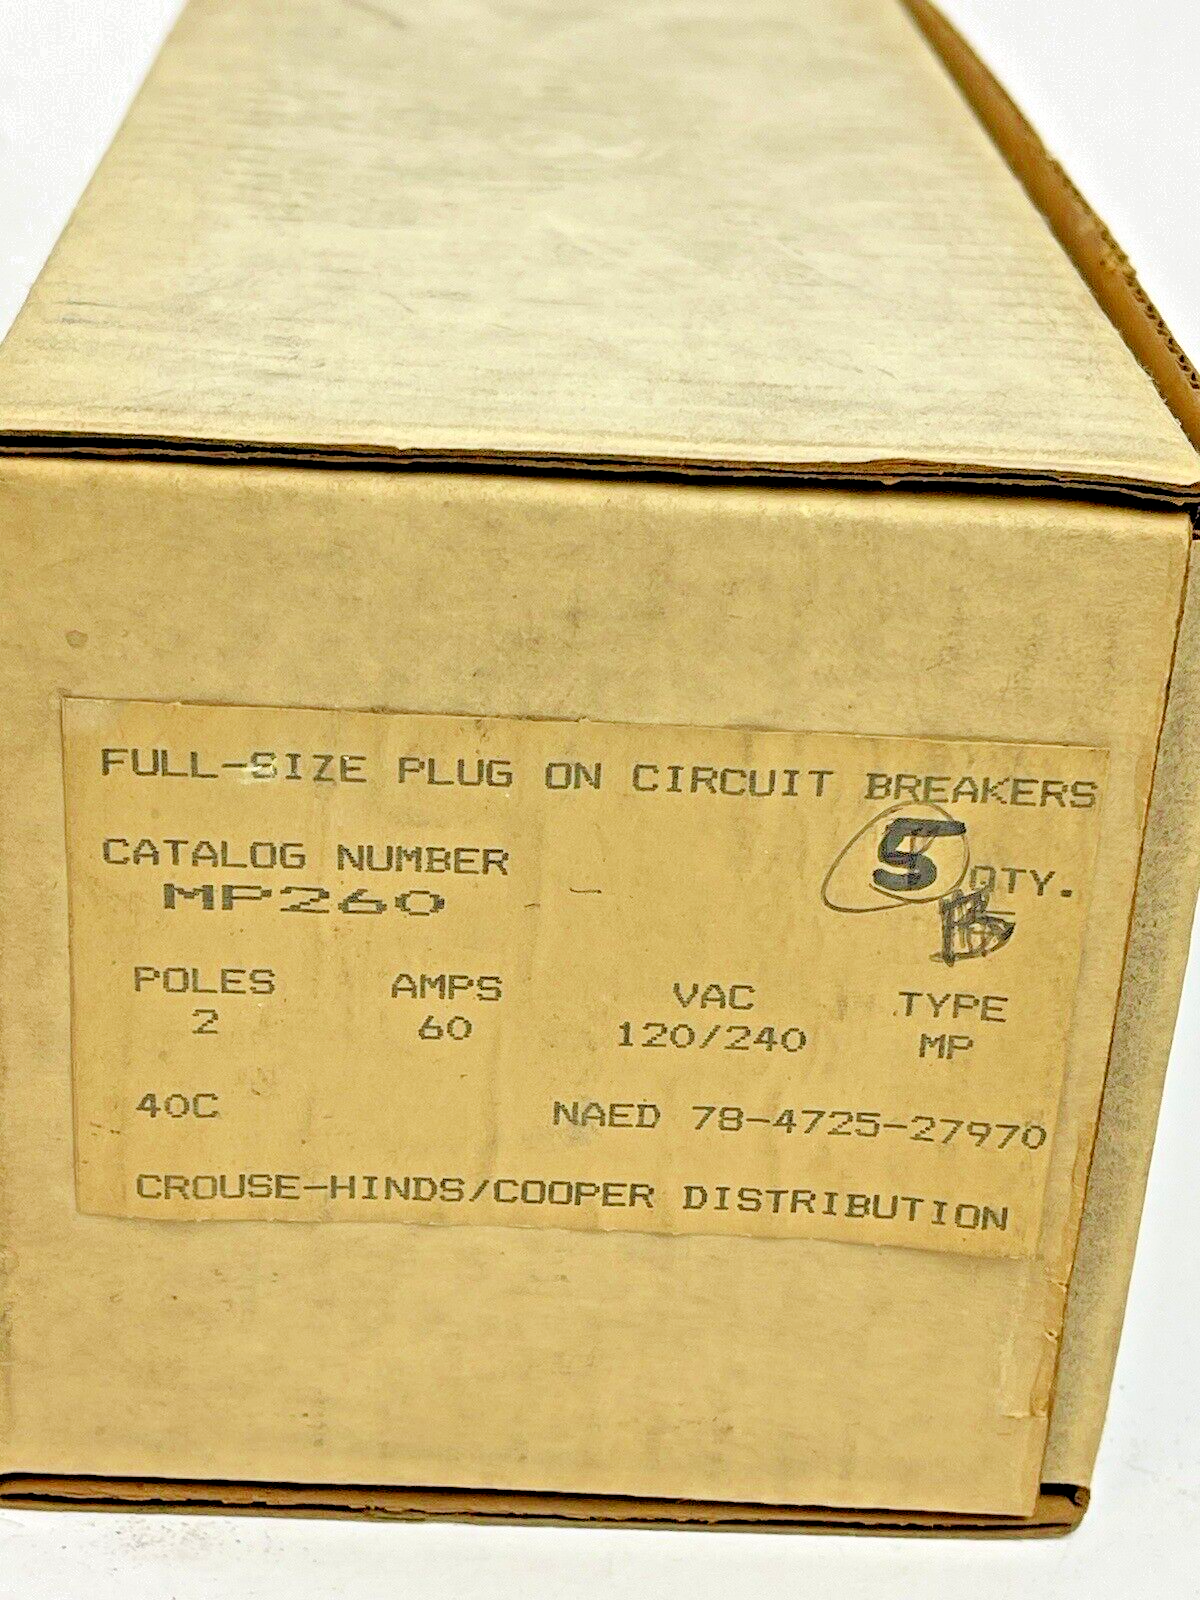 FULL-SIZE PLUG ON CIRCUIT BREAKERS
CATALOG NUMBER 5 QTY.
MP260
POLES AMPS VAC TYPE
2 60 120/240 MP
40C NAED 78-4725-27970
CROUSE-HINDS/COOPER DISTRIBUTION